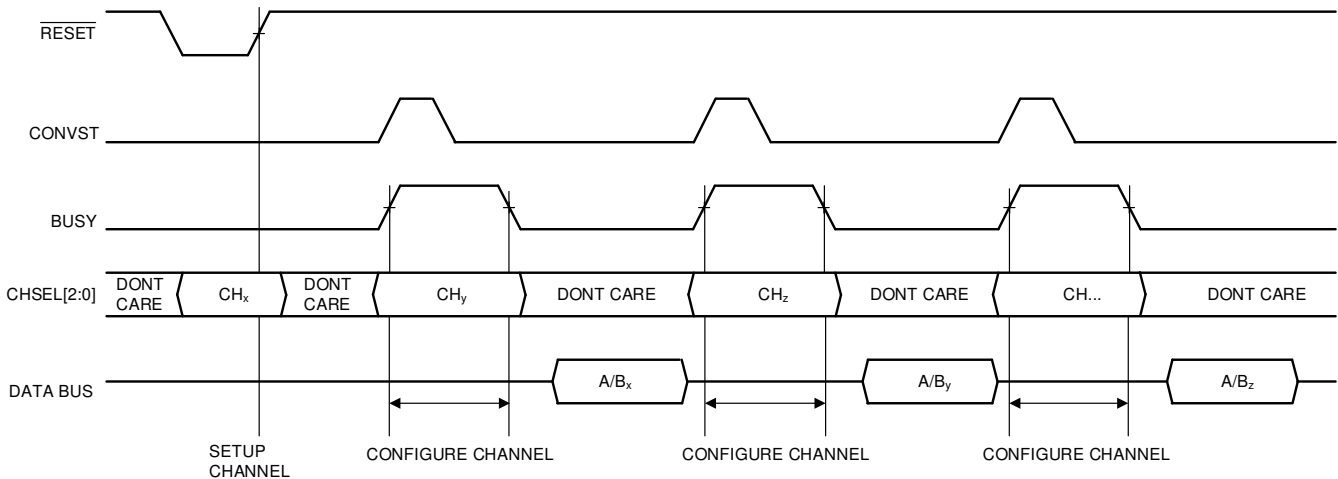 RESET
CONVST
BUSY
CHSEL[2:0]
DONT CARE
CHx
DONT CARE
CHy
DONT CARE
CHz
DONT CARE
CH...
DONT CARE
DATA BUS
A/Bx
A/By
A/Bz
SETUP CHANNEL
CONFIGURE CHANNEL
CONFIGURE CHANNEL
CONFIGURE CHANNEL